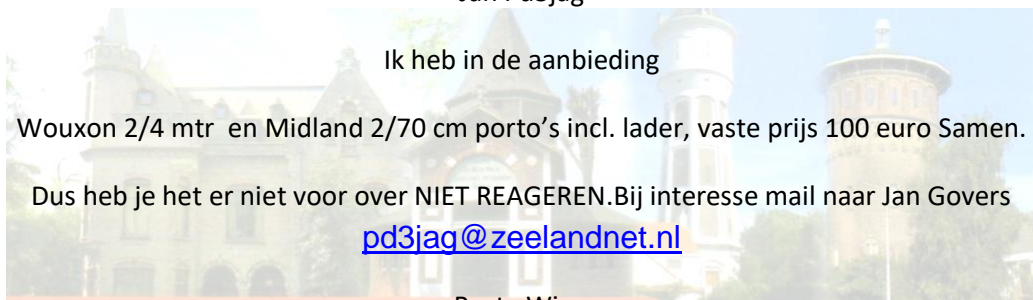 Ik heb in de aanbieding
Wouxon 2/4 mtr en Midland 2/70 cm porto’s incl. lader, vaste prijs 100 euro Samen.
Dus heb je het er niet voor over NIET REAGEREN.Bij interesse mail naar Jan Govers
pd3jag@zeelandnet.nl